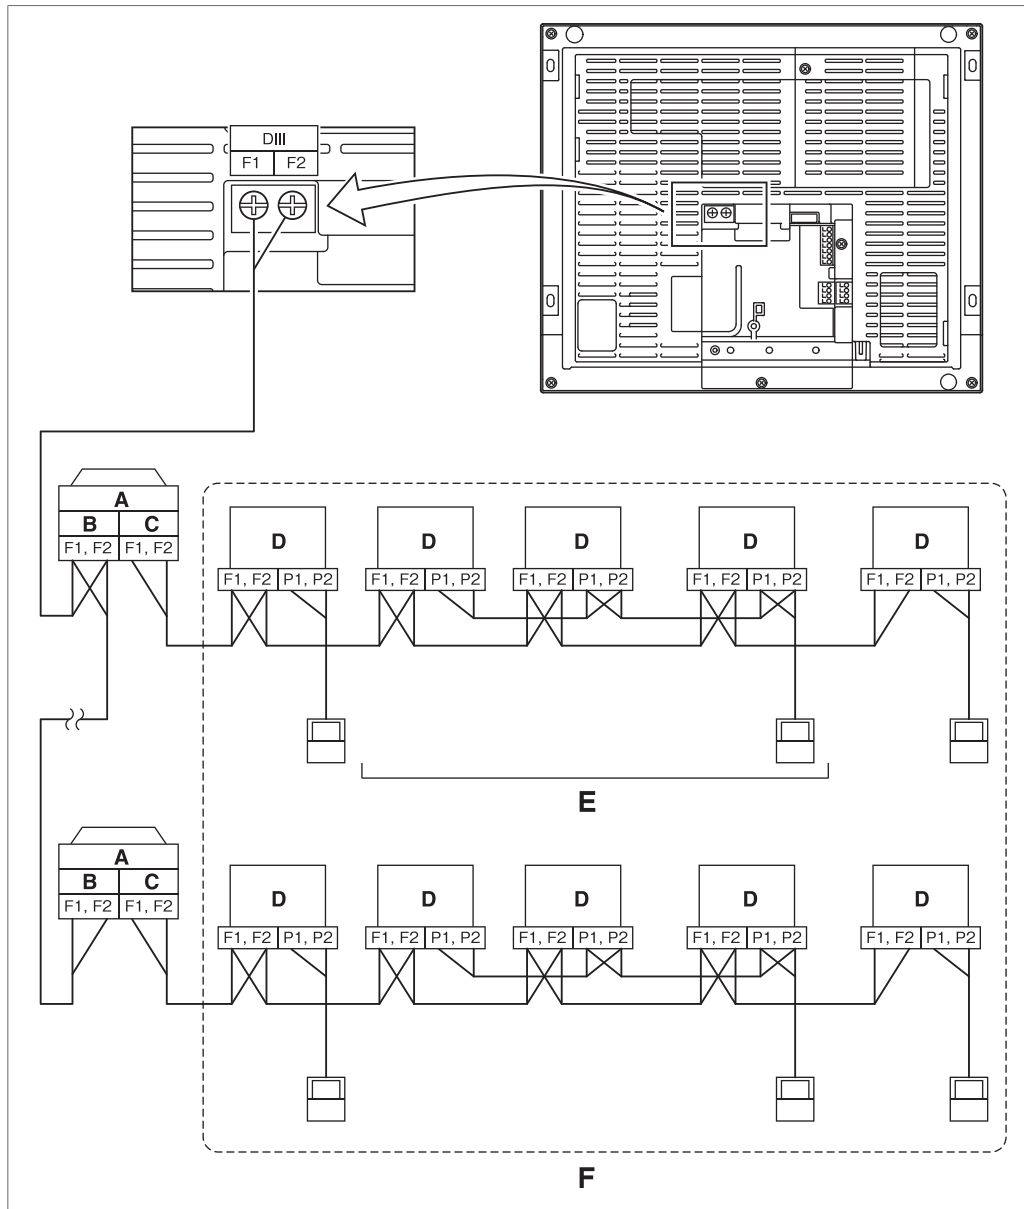 DIII
F1 F2
A
B C
F1, F2 F1, F2
D D D D D
F1, F2 P1, P2 F1, F2 P1, P2 F1, F2 P1, P2 F1, F2 P1, P2 F1, F2 P1, P2
E
A
B C
F1, F2 F1, F2
D D D D D
F1, F2 P1, P2 F1, F2 P1, P2 F1, F2 P1, P2 F1, F2 P1, P2 F1, F2 P1, P2
F